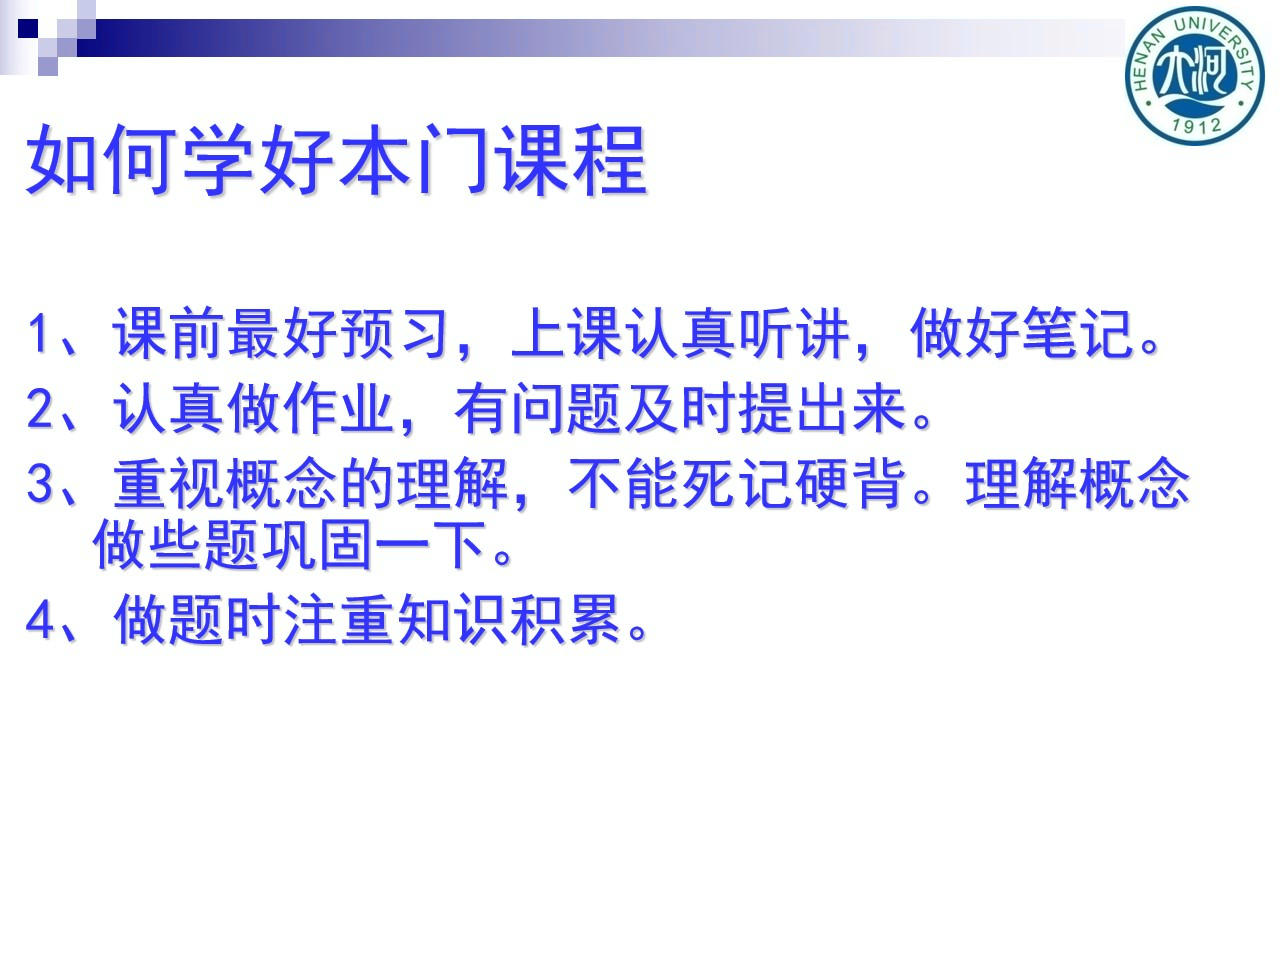 HENAN UNIVERSITY
1912
如何学好本门课程
1、课前最好预习，上课认真听讲，做好笔记。
2、认真做作业，有问题及时提出来。
3、重视概念的理解，不能死记硬背。理解概念
做些题巩固一下。
4、做题时注重知识积累。